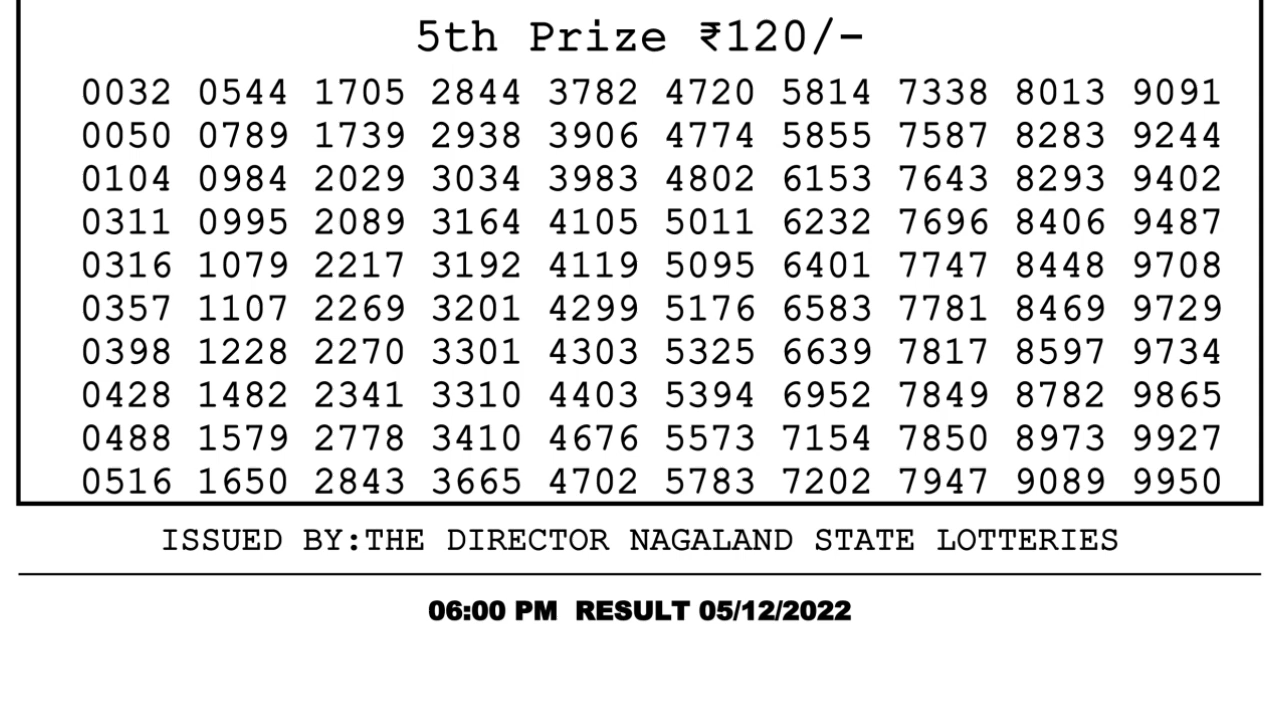 5th Prize ₹120/-
0032 0544 1705 2844 3782 4720 5814 7338 8013 9091
0050 0789 1739 2938 3906 4774 5855 7587 8283 9244
0104 0984 2029 3034 3983 4802 6153 7643 8293 9402
0311 0995 2089 3164 4105 5011 6232 7696 8406 9487
0316 1079 2217 3192 4119 5095 6401 7747 8448 9708
0357 1107 2269 3201 4299 5176 6583 7781 8469 9729
0398 1228 2270 3301 4303 5325 6639 7817 8597 9734
0428 1482 2341 3310 4403 5394 6952 7849 8782 9865
0488 1579 2778 3410 4676 5573 7154 7850 8973 9927
0516 1650 2843 3665 4702 5783 7202 7947 9089 9950
ISSUED BY:THE DIRECTOR NAGALAND STATE LOTTERIES
06:00 PM RESULT 05/12/2022